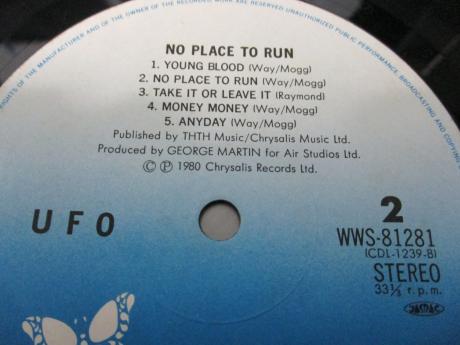 RIGHTS OF THE MANUFACTURER AND OF THE OWNER OF THE RECORDED WORK ARE RESERVED UNAUTHORIZED PUBLIC PERFORMANCE, BROADCASTING AND COPYING OF
NO PLACE TO RUN
1. YOUNG BLOOD (Way/Mogg)
2. NO PLACE TO RUN (Way/Mogg)
3. TAKE IT OR LEAVE IT (Raymond)
4. MONEY MONEY (Way/Mogg)
5. ANYDAY (Way/Mogg)
Published by THTH Music/Chrysalis Music Ltd.
Produced by GEORGE MARTIN for Air Studios Ltd.
© ℗ 1980 Chrysalis Records Ltd.
UFO
2
WWS-81281
(CDL-1239-B)
STEREO
33⅓ r.p.m.
JASRAC